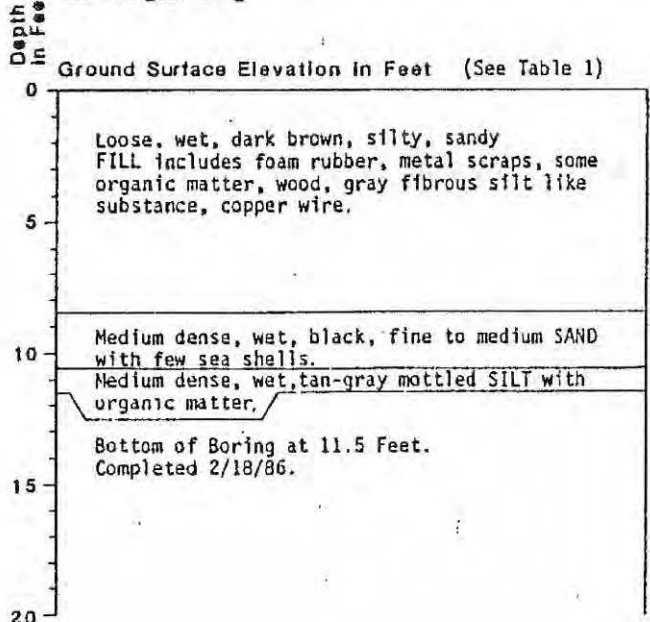 Depth
in Feet
Ground Surface Elevation in Feet (See Table 1)
0
Loose, wet, dark brown, silty, sandy
FILL includes foam rubber, metal scraps, some
organic matter, wood, gray fibrous silt like
substance, copper wire.
5
Medium dense, wet, black, fine to medium SAND
10
with few sea shells.
Medium dense, wet,tan-gray mottled SILT with
organic matter.
Bottom of Boring at 11.5 Feet.
Completed 2/18/86.
15
20